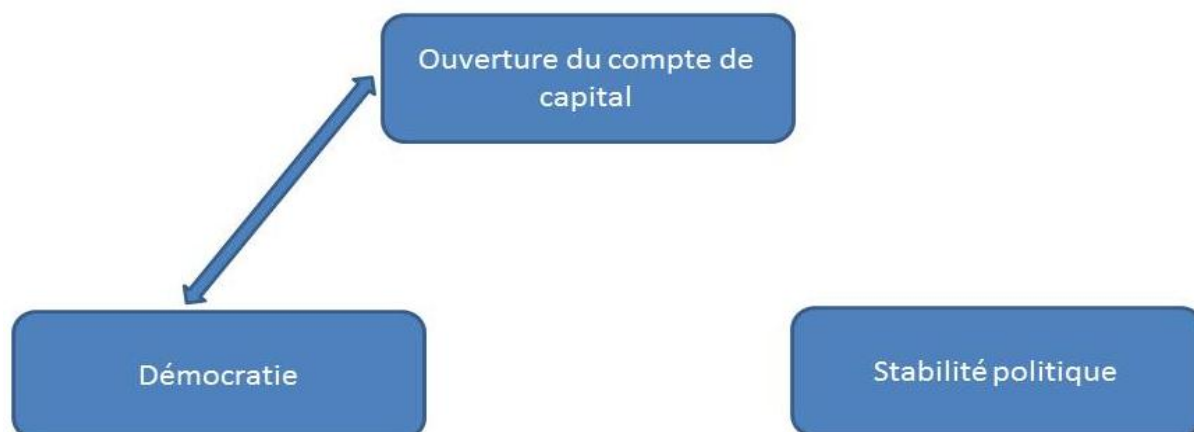 Ouverture du compte de
capital
Démocratie
Stabilité politique